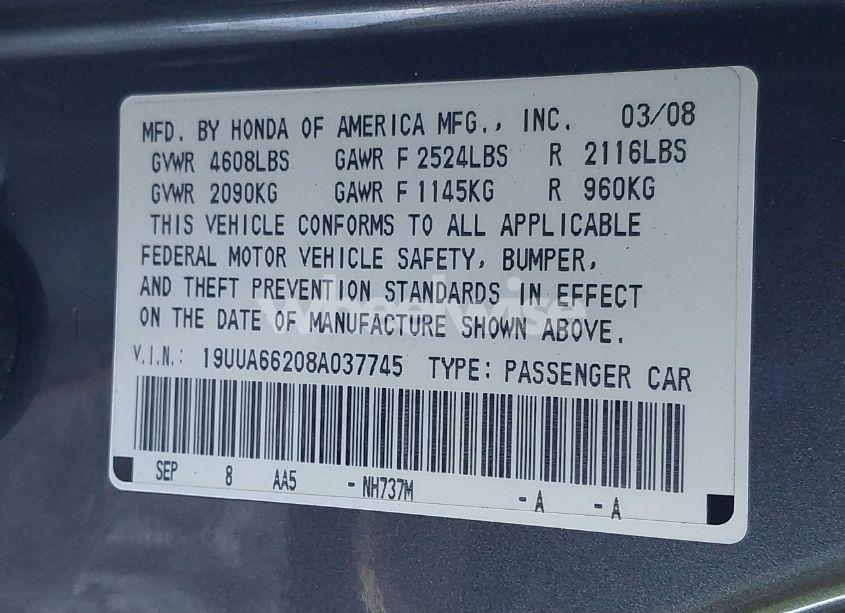 MFD. BY HONDA OF AMERICA MFG., INC. 03/08
GVWR 4608LBS GAWR F 2524LBS R 2116LBS
GVWR 2090KG GAWR F 1145KG R 960KG
THIS VEHICLE CONFORMS TO ALL APPLICABLE
FEDERAL MOTOR VEHICLE SAFETY, BUMPER,
AND THEFT PREVENTION STANDARDS IN EFFECT
ON THE DATE OF MANUFACTURE SHOWN ABOVE.
V.I.N.: 19UUA66208A037745 TYPE: PASSENGER CAR
SEP 8 AA5 - NH737M - A - A